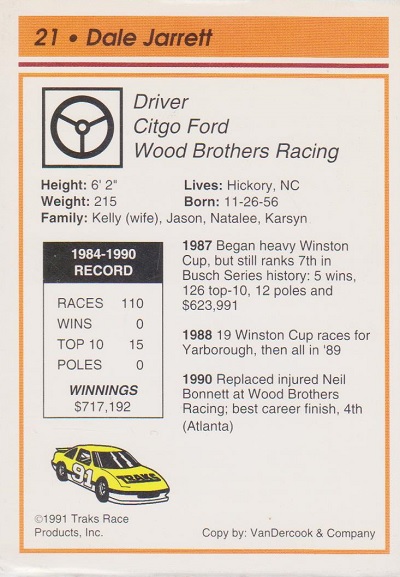 21 • Dale Jarrett
Driver
Citgo Ford
Wood Brothers Racing
Height: 6' 2" Lives: Hickory, NC
Weight: 215 Born: 11-26-56
Family: Kelly (wife), Jason, Natalee, Karsyn
1984-1990
RECORD
RACES 110
WINS 0
TOP 10 15
POLES 0
WINNINGS
$717,192
1987 Began heavy Winston
Cup, but still ranks 7th in
Busch Series history: 5 wins,
126 top-10, 12 poles and
$623,991
1988 19 Winston Cup races for
Yarborough, then all in '89
1990 Replaced injured Neil
Bonnett at Wood Brothers
Racing; best career finish, 4th
(Atlanta)
91
TRAKS
©1991 Traks Race
Products, Inc.
Copy by: VanDercook & Company